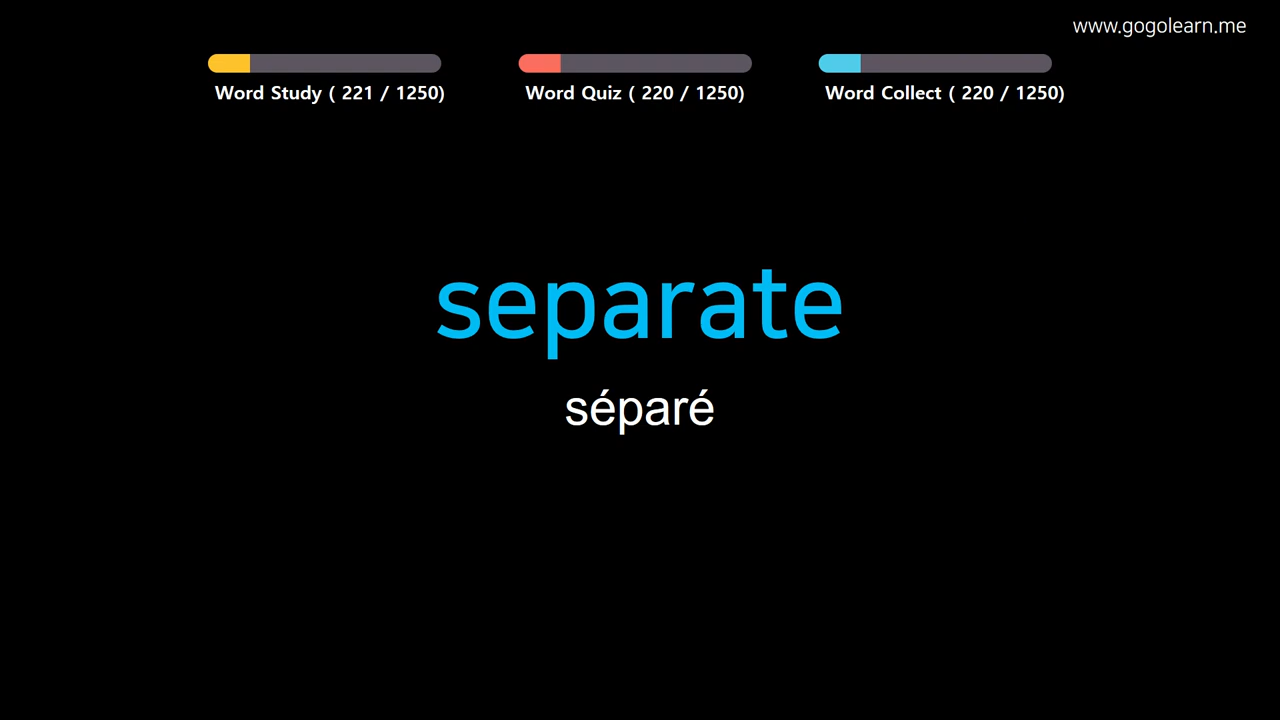 www.gogolearn.me
Word Study ( 221 / 1250)
Word Quiz ( 220 / 1250)
Word Collect ( 220 / 1250)
separate
séparé